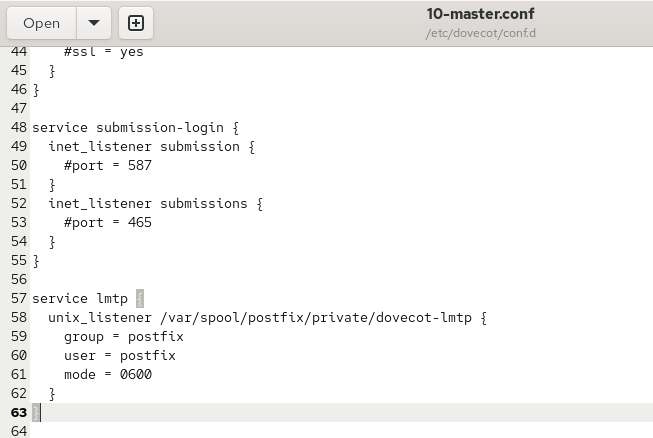 Open
10-master.conf
/etc/dovecot/conf.d
44     #ssl = yes
45   }
46 }
47
48 service submission-login {
49   inet_listener submission {
50     #port = 587
51   }
52   inet_listener submissions {
53     #port = 465
54   }
55 }
56
57 service lmtp {
58   unix_listener /var/spool/postfix/private/dovecot-lmtp {
59     group = postfix
60     user = postfix
61     mode = 0600
62   }
63 }
64